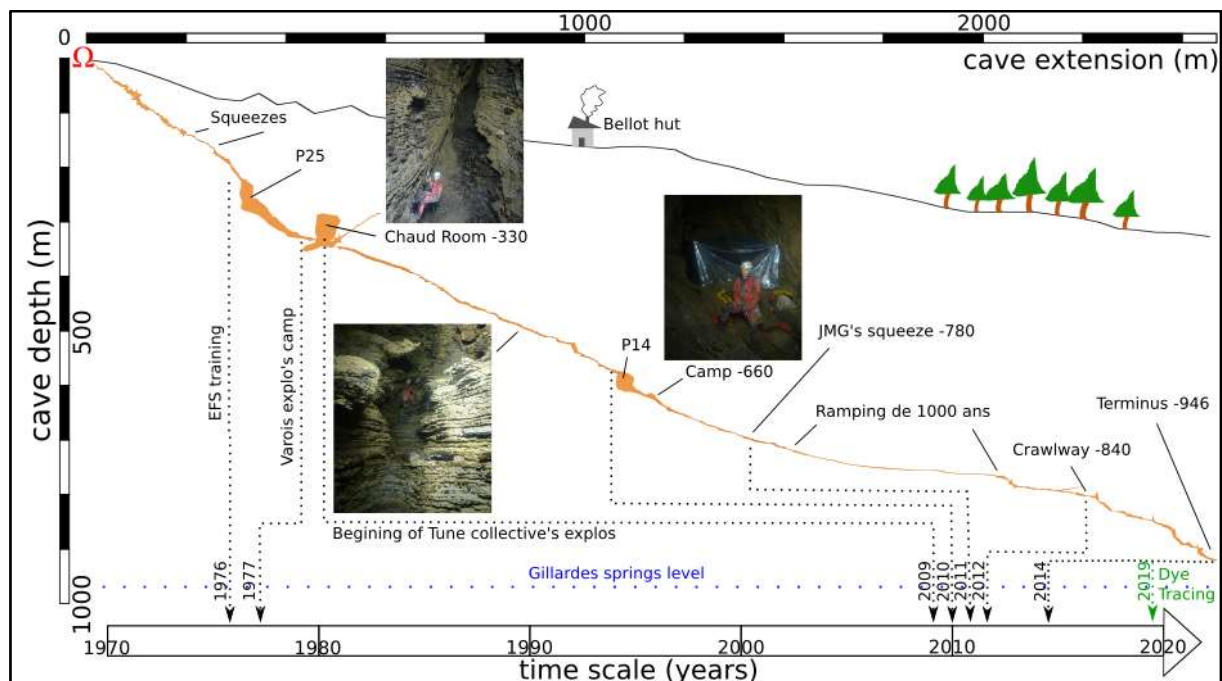 0
1000
2000
cave extension (m)
Ω
Squeezes
P25
Bellot hut
Chaud Room -330
cave depth (m)
500
1000
JMG's squeeze -780
P14
Camp -660
Ramping de 1000 ans
Terminus -946
Crawlway -840
EFS training
Varois explo's camp
Begining of Tune collective's explos
Gillardes springs level
1976
1977
2009
2010
2011
2012
2014
2019
Dye
Tracing
1970
1980
1990
2000
2010
2020
time scale (years)